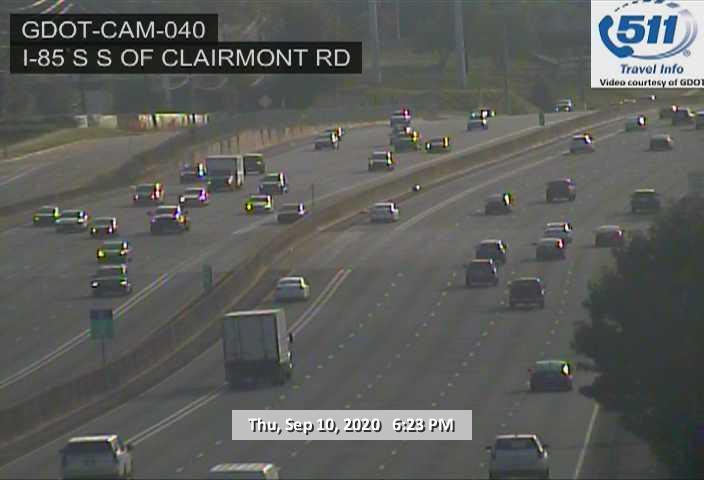 GDOT-CAM-040
I-85 S S OF CLAIRMONT RD
511
Travel Info
Video courtesy of GDOT
Thu, Sep 10, 2020 6:23 PM